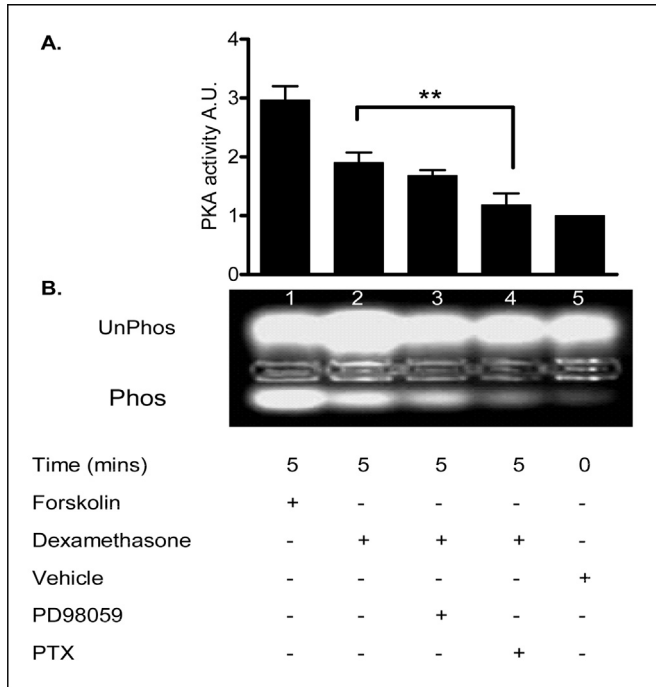 A.
4
3
2
1
0
PKA activity A.U.
**
B.
1 2 3 4 5
UnPhos
Phos
Time (mins) 5 5 5 5 0
Forskolin + - - - -
Dexamethasone - + + + -
Vehicle - - - - +
PD98059 - - + - -
PTX - - - + -